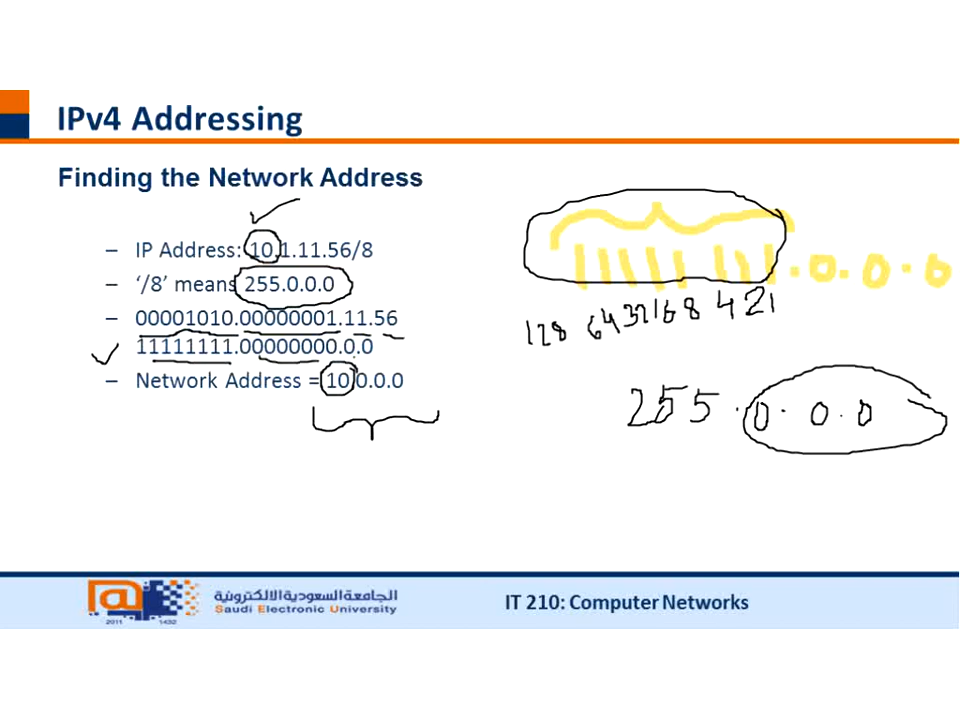 IPv4 Addressing
Finding the Network Address
– IP Address: 10.1.11.56/8
– '/8' means 255.0.0.0
– 00001010.00000001.11.56
11111111.00000000.0.0
– Network Address = 10.0.0.0
11111111.0.0.0
128 64 32 16 8 4 2 1
255.0.0.0
الجامعة السعودية الالكترونية
Saudi Electronic University
2011 1432
IT 210: Computer Networks